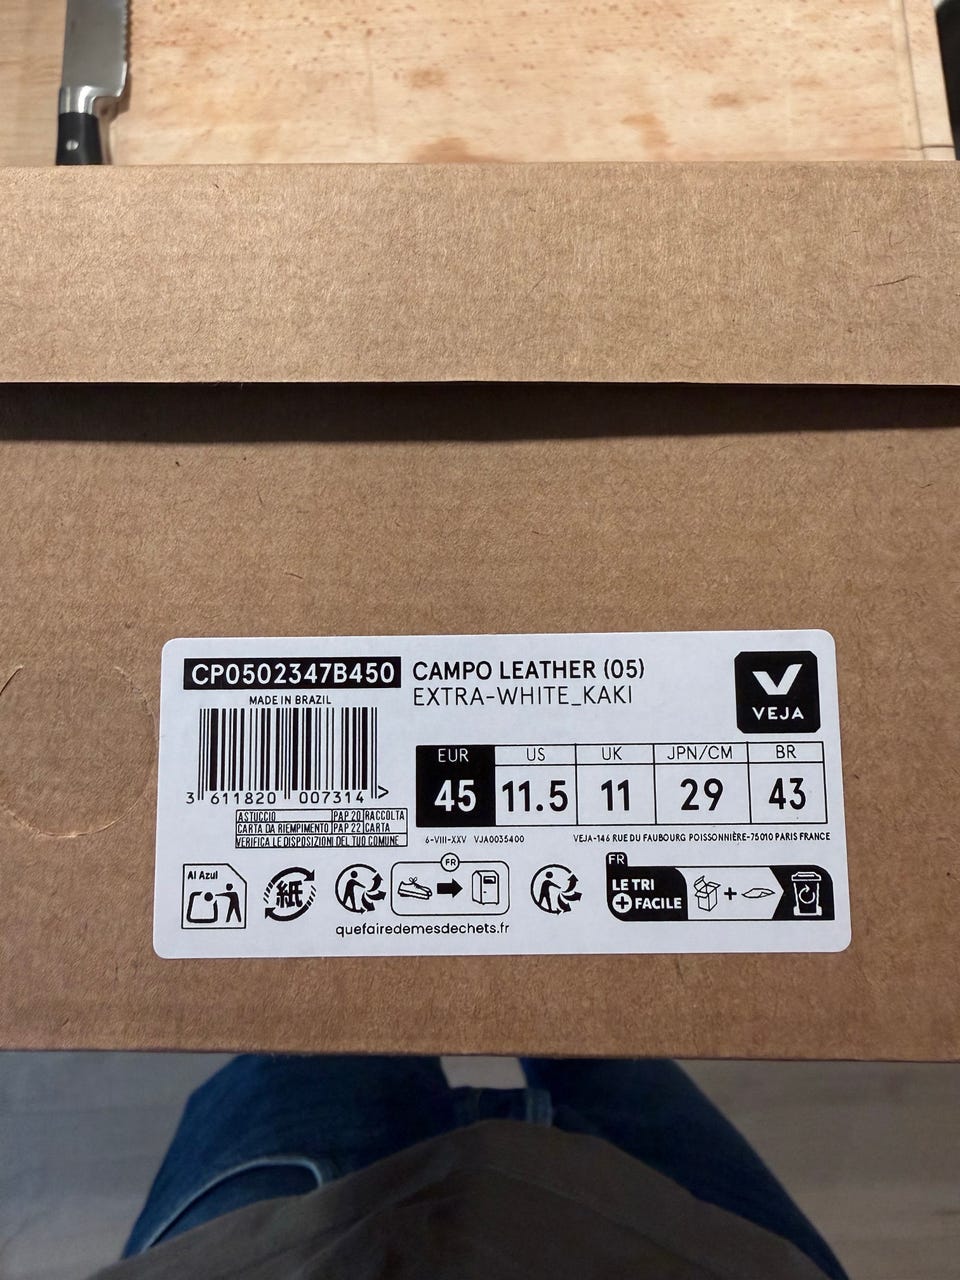 CP0502347B450
MADE IN BRAZIL
3 611820 007314 >
ASTUCCIO PAP 20 RACCOLTA
CARTA DA RIEMPIMENTO PAP 22 CARTA
VERIFICA LE DISPOSIZIONI DEL TUO COMUNE
CAMPO LEATHER (05)
EXTRA-WHITE_KAKI
VEJA
EUR US UK JPN/CM BR
45 11.5 11 29 43
6-VIII-XXV VJA0035400 VEJA-146 RUE DU FAUBOURG POISSONNIÈRE-75010 PARIS FRANCE
Al Azul
紙
FR
quefairedemesdechets.fr
FR
LE TRI
+ FACILE
+